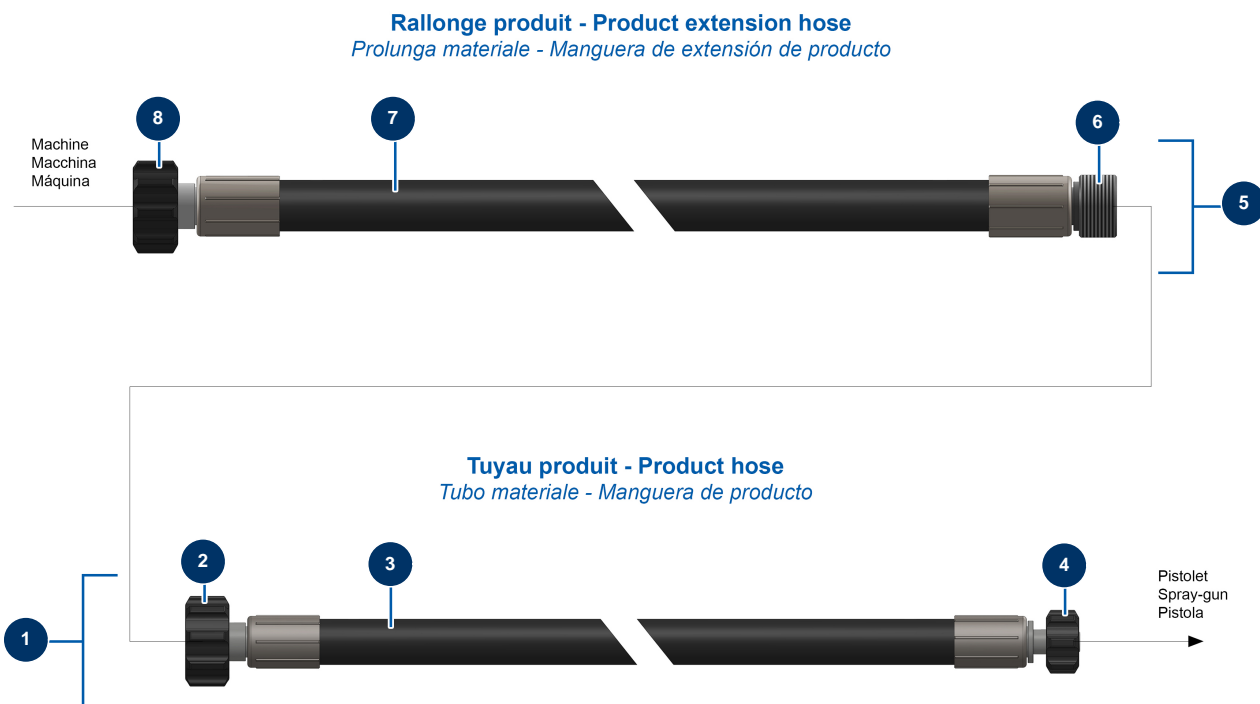 Rallonge produit - Product extension hose
Prolunga materiale - Manguera de extensión de producto
8
7
6
Machine
Macchina
Máquina
5
Tuyau produit - Product hose
Tubo materiale - Manguera de producto
2
3
4
Pistolet
Spray-gun
Pistola
1